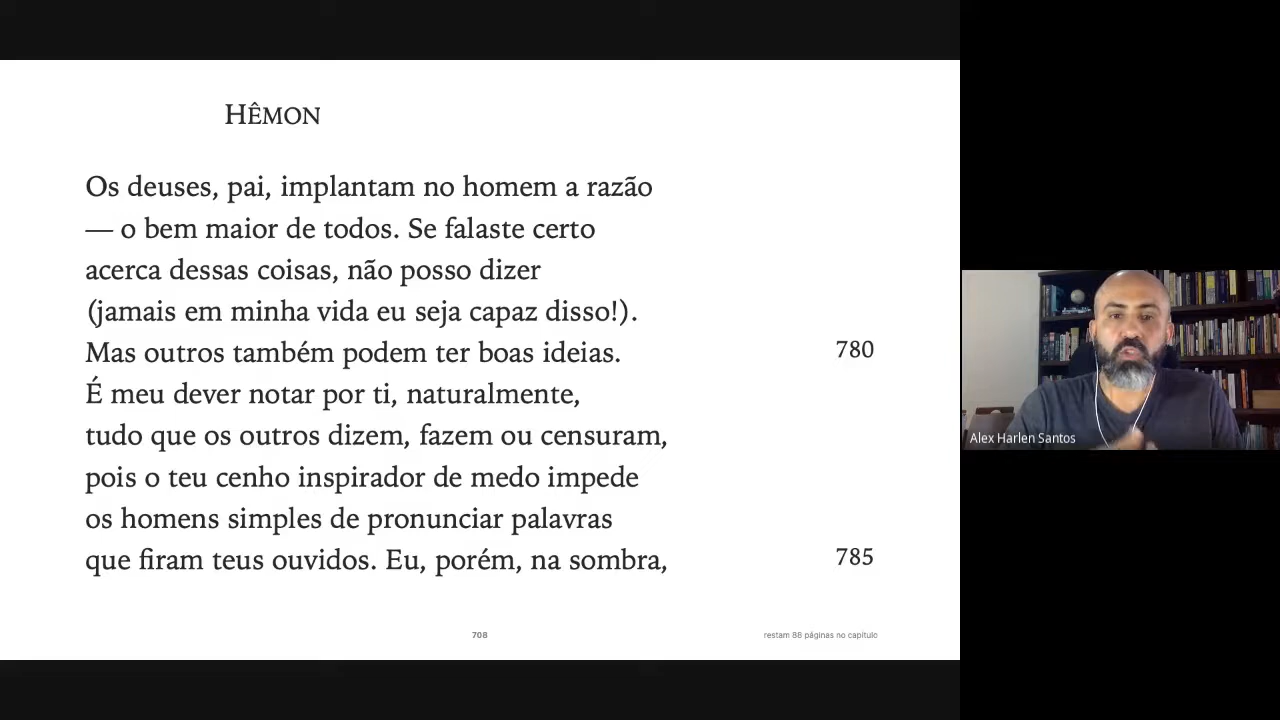 HÊMON
Os deuses, pai, implantam no homem a razão
— o bem maior de todos. Se falaste certo
acerca dessas coisas, não posso dizer
(jamais em minha vida eu seja capaz disso!).
Mas outros também podem ter boas ideias. 780
É meu dever notar por ti, naturalmente,
tudo que os outros dizem, fazem ou censuram,
pois o teu cenho inspirador de medo impede
os homens simples de pronunciar palavras
que firam teus ouvidos. Eu, porém, na sombra, 785
708 restam 88 páginas no capítulo
Alex Harlen Santos